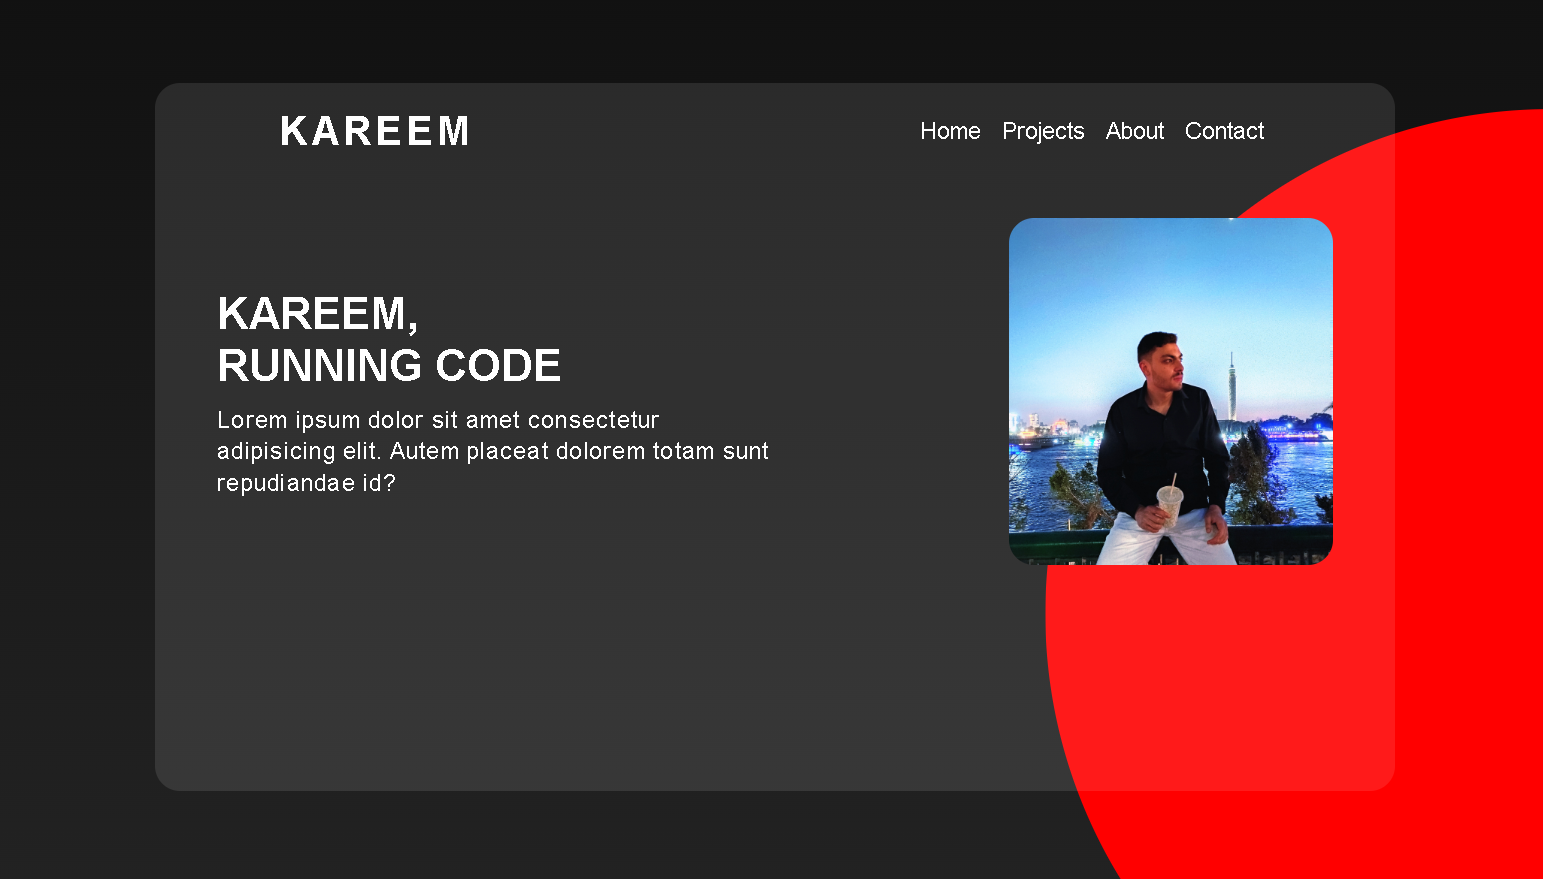 KAREEM
Home Projects About Contact
KAREEM,
RUNNING CODE
Lorem ipsum dolor sit amet consectetur
adipisicing elit. Autem placeat dolorem totam sunt
repudiandae id?